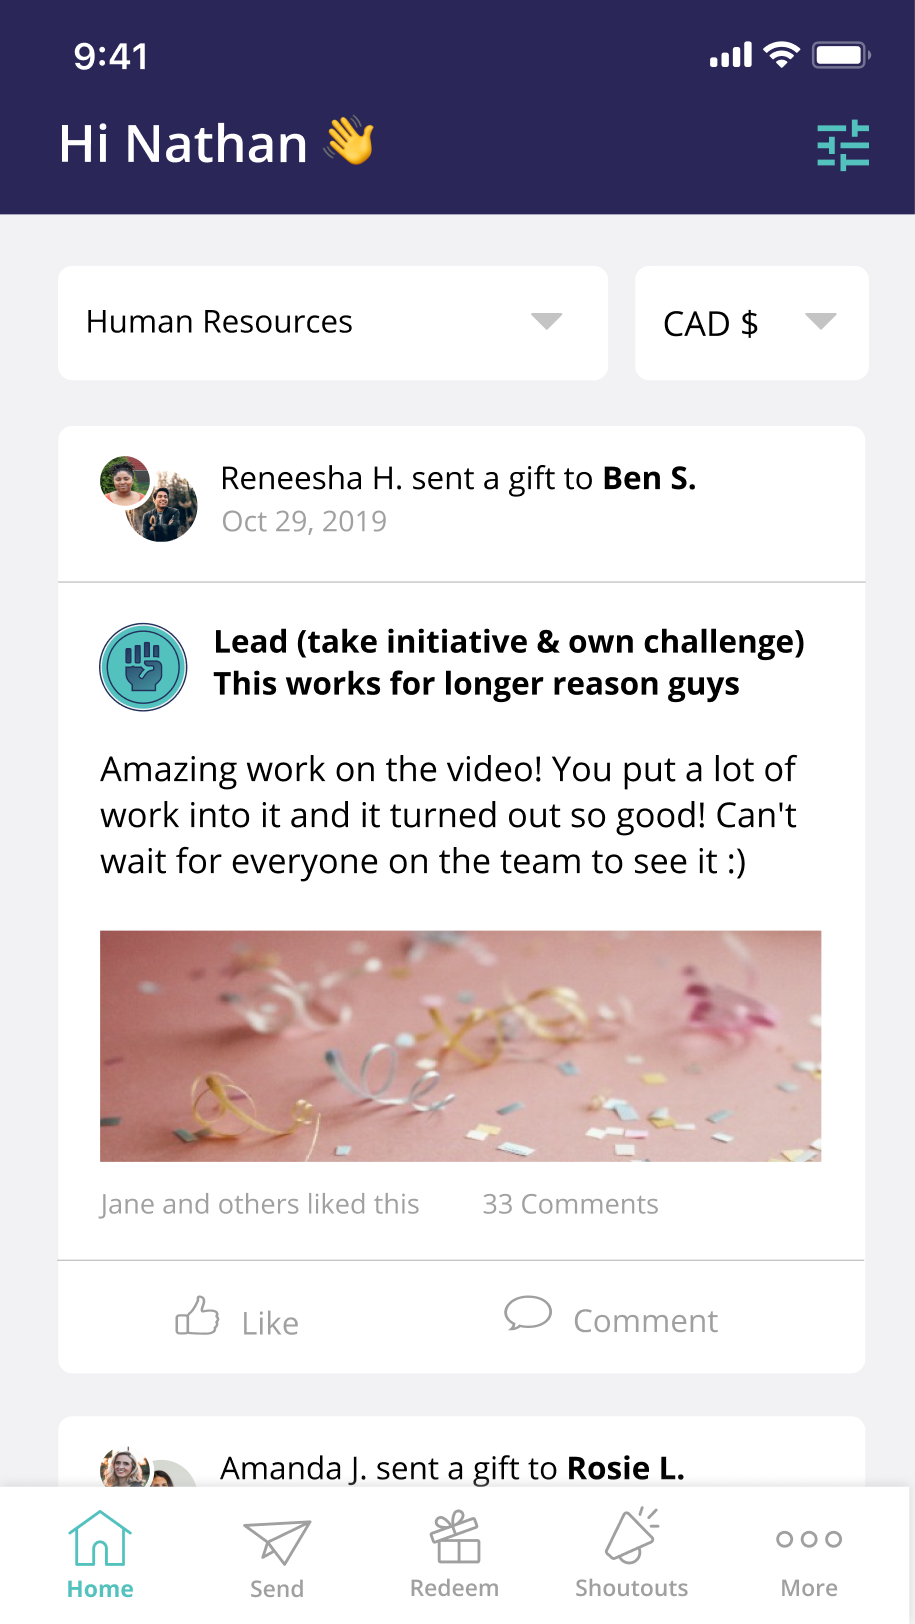 9:41
Hi Nathan 👋
Human Resources
CAD $
Reneesha H. sent a gift to Ben S.
Oct 29, 2019
Lead (take initiative & own challenge)
This works for longer reason guys
Amazing work on the video! You put a lot of
work into it and it turned out so good! Can't
wait for everyone on the team to see it :)
Jane and others liked this
33 Comments
Like
Comment
Amanda J. sent a gift to Rosie L.
Home
Send
Redeem
Shoutouts
More